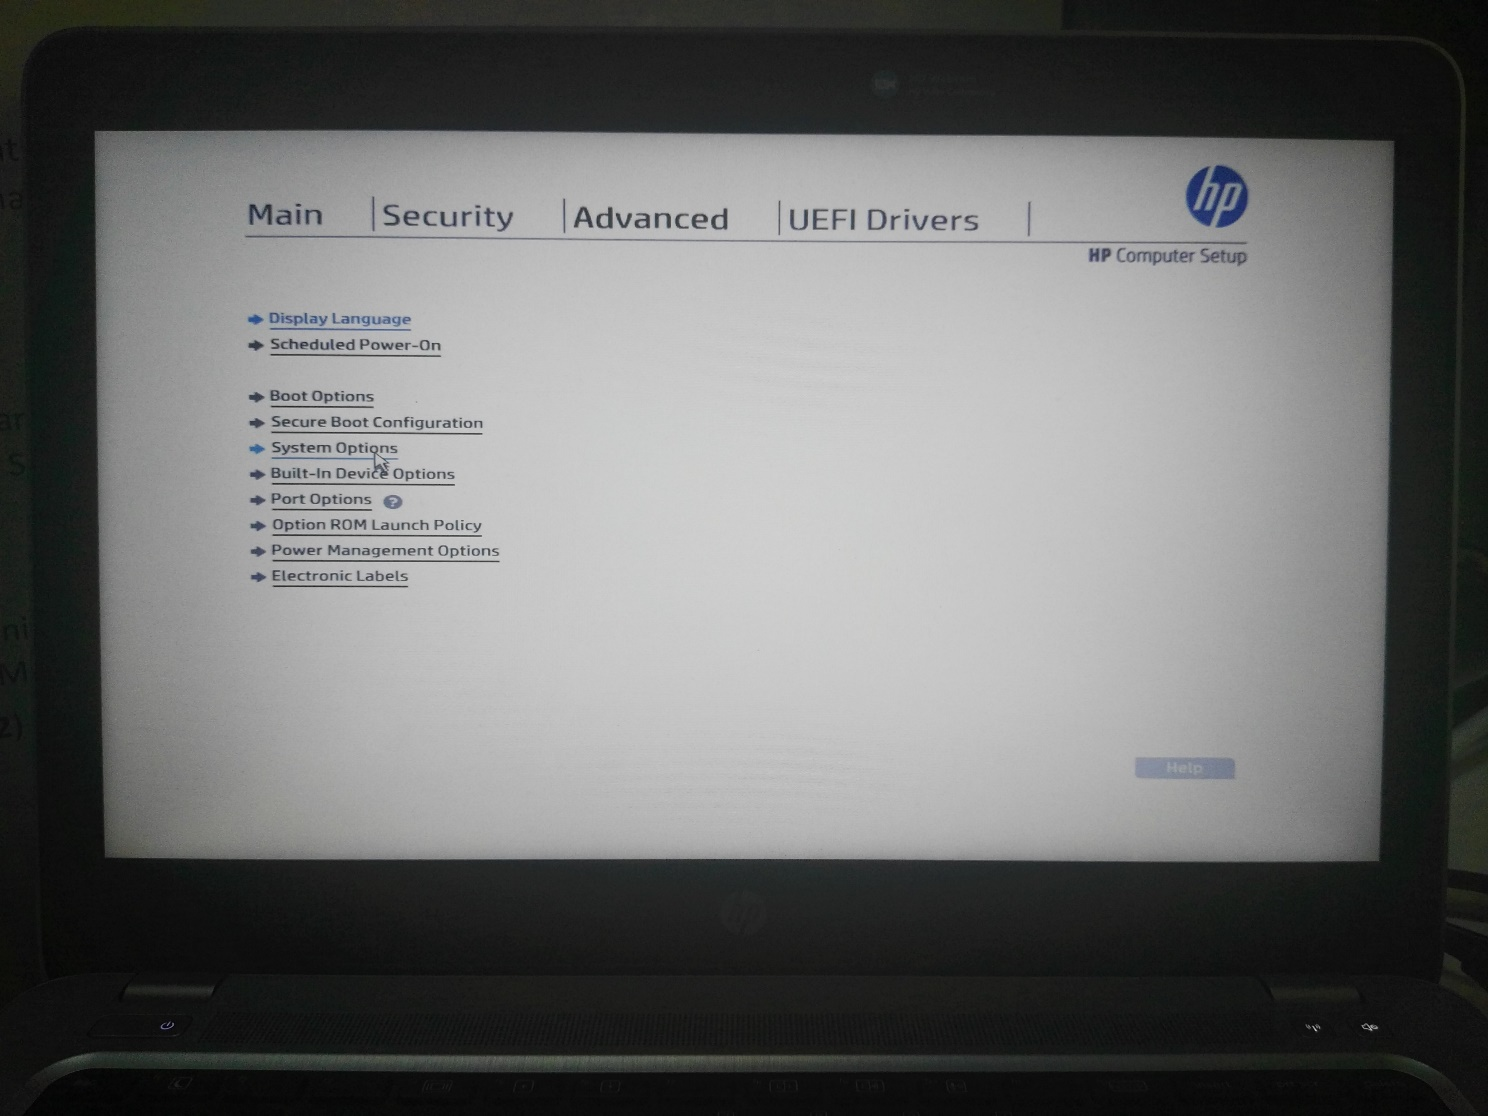 Main Security Advanced UEFI Drivers
hp
HP Computer Setup
Display Language
Scheduled Power-On
Boot Options
Secure Boot Configuration
System Options
Built-In Device Options
Port Options ?
Option ROM Launch Policy
Power Management Options
Electronic Labels
Help
hp